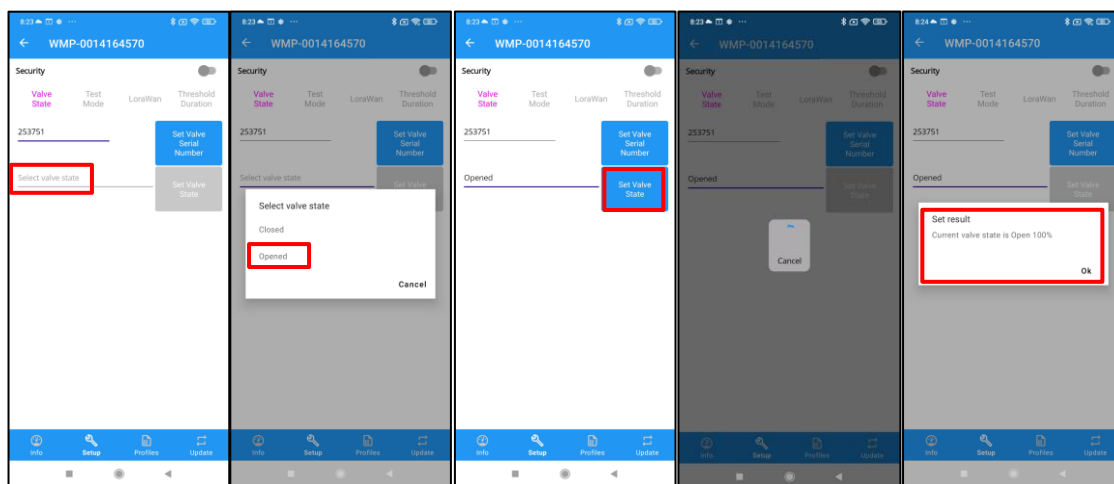 8:23
WMP-0014164570
Security
Valve State
Test Mode
LoraWan
Threshold Duration
253751
Set Valve Serial Number
Select valve state
Set Valve State
Info
Setup
Profiles
Update
8:23
WMP-0014164570
Security
Valve State
Test Mode
LoraWan
Threshold Duration
253751
Set Valve Serial Number
Select valve state
Set Valve
Select valve state
Closed
Opened
Cancel
Info
Setup
Profiles
Update
8:23
WMP-0014164570
Security
Valve State
Test Mode
LoraWan
Threshold Duration
253751
Set Valve Serial Number
Opened
Set Valve State
Info
Setup
Profiles
Update
8:23
WMP-0014164570
Security
Valve State
Test Mode
LoraWan
Threshold Duration
253751
Set Valve Serial Number
Opened
Set Valve State
Cancel
Info
Setup
Profiles
Update
8:24
WMP-0014164570
Security
Valve State
Test Mode
LoraWan
Threshold Duration
253751
Set Valve Serial Number
Opened
Set Valve
Set result
Current valve state is Open 100%
Ok
Info
Setup
Profiles
Update